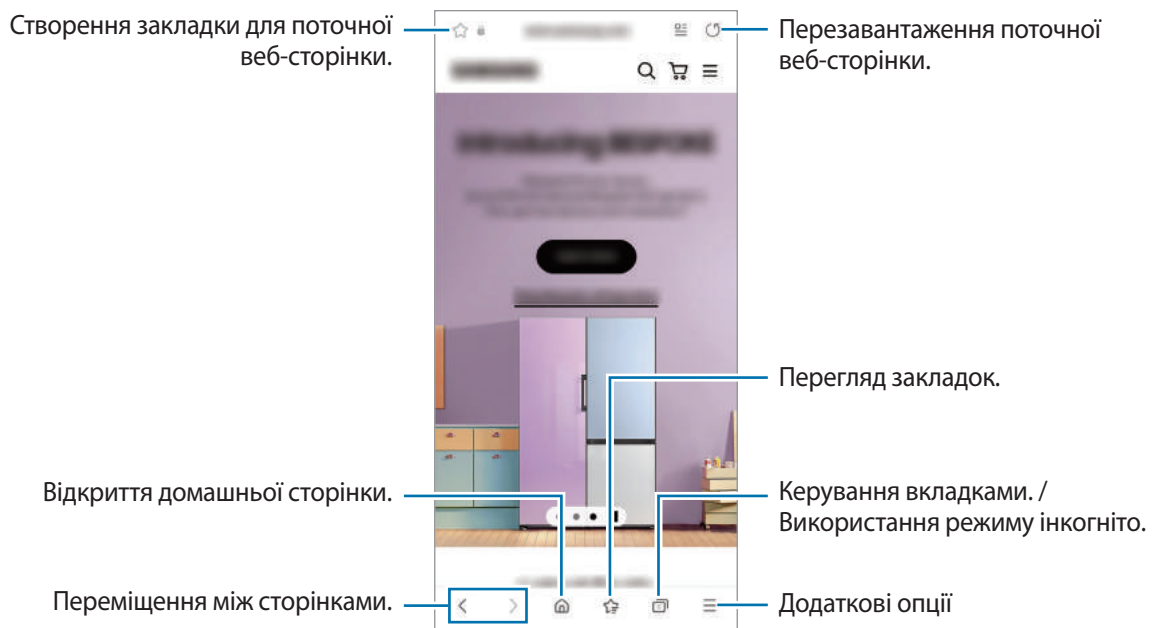 Створення закладки для поточної
веб-сторінки.
Перезавантаження поточної
веб-сторінки.
Перегляд закладок.
Відкриття домашньої сторінки.
Керування вкладками. /
Використання режиму інкогніто.
Переміщення між сторінками.
Додаткові опції